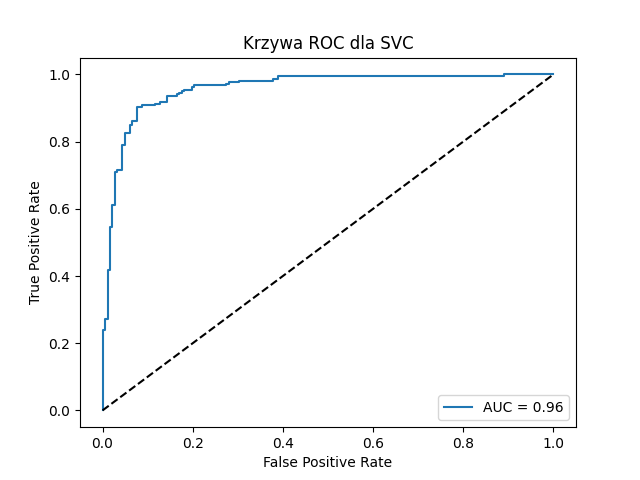 Krzywa ROC dla SVC
True Positive Rate
1.0
0.8
0.6
0.4
0.2
0.0
AUC = 0.96
0.0 0.2 0.4 0.6 0.8 1.0
False Positive Rate